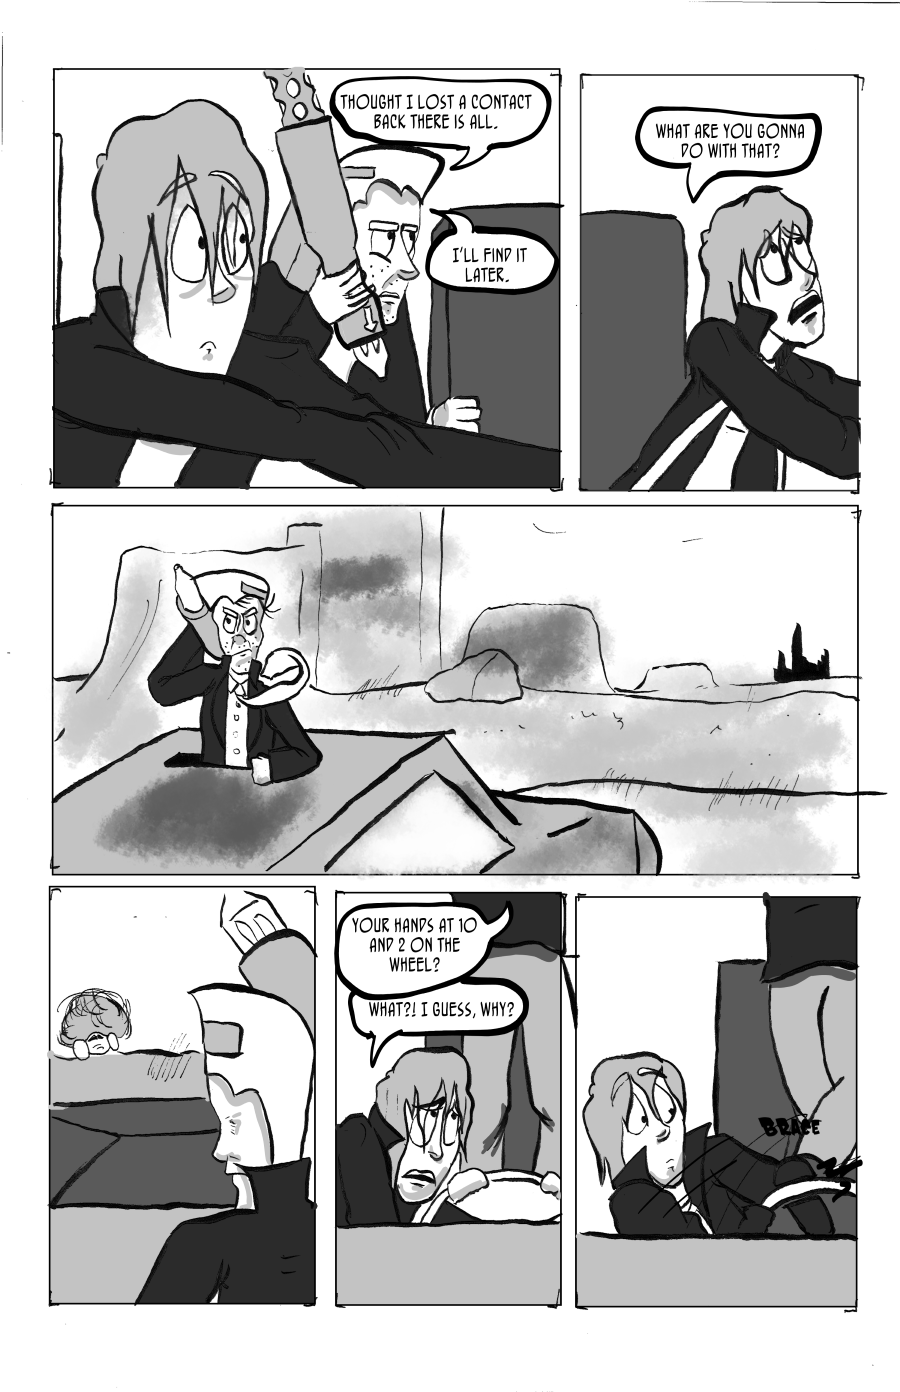 THOUGHT I LOST A CONTACT
BACK THERE IS ALL.
I'LL FIND IT
LATER.
WHAT ARE YOU GONNA
DO WITH THAT?
YOUR HANDS AT 10
AND 2 ON THE
WHEEL?
WHAT?! I GUESS, WHY?
BRACE